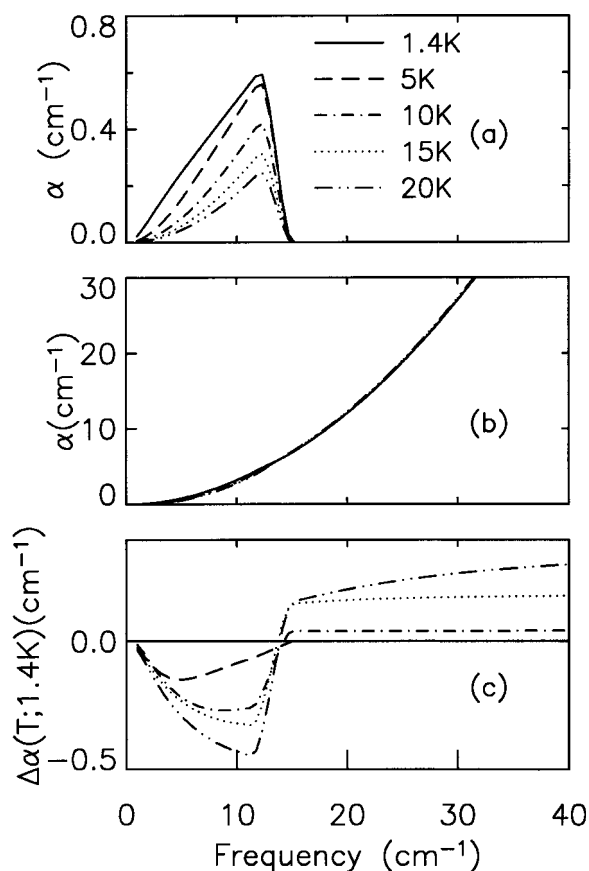 0.8
0.4
0.0
α (cm⁻¹)
1.4K
5K
10K
15K
20K
(a)
30
20
10
0
α(cm⁻¹)
(b)
0.0
−0.5
Δα(T;1.4K)(cm⁻¹)
(c)
0 10 20 30 40
Frequency (cm⁻¹)